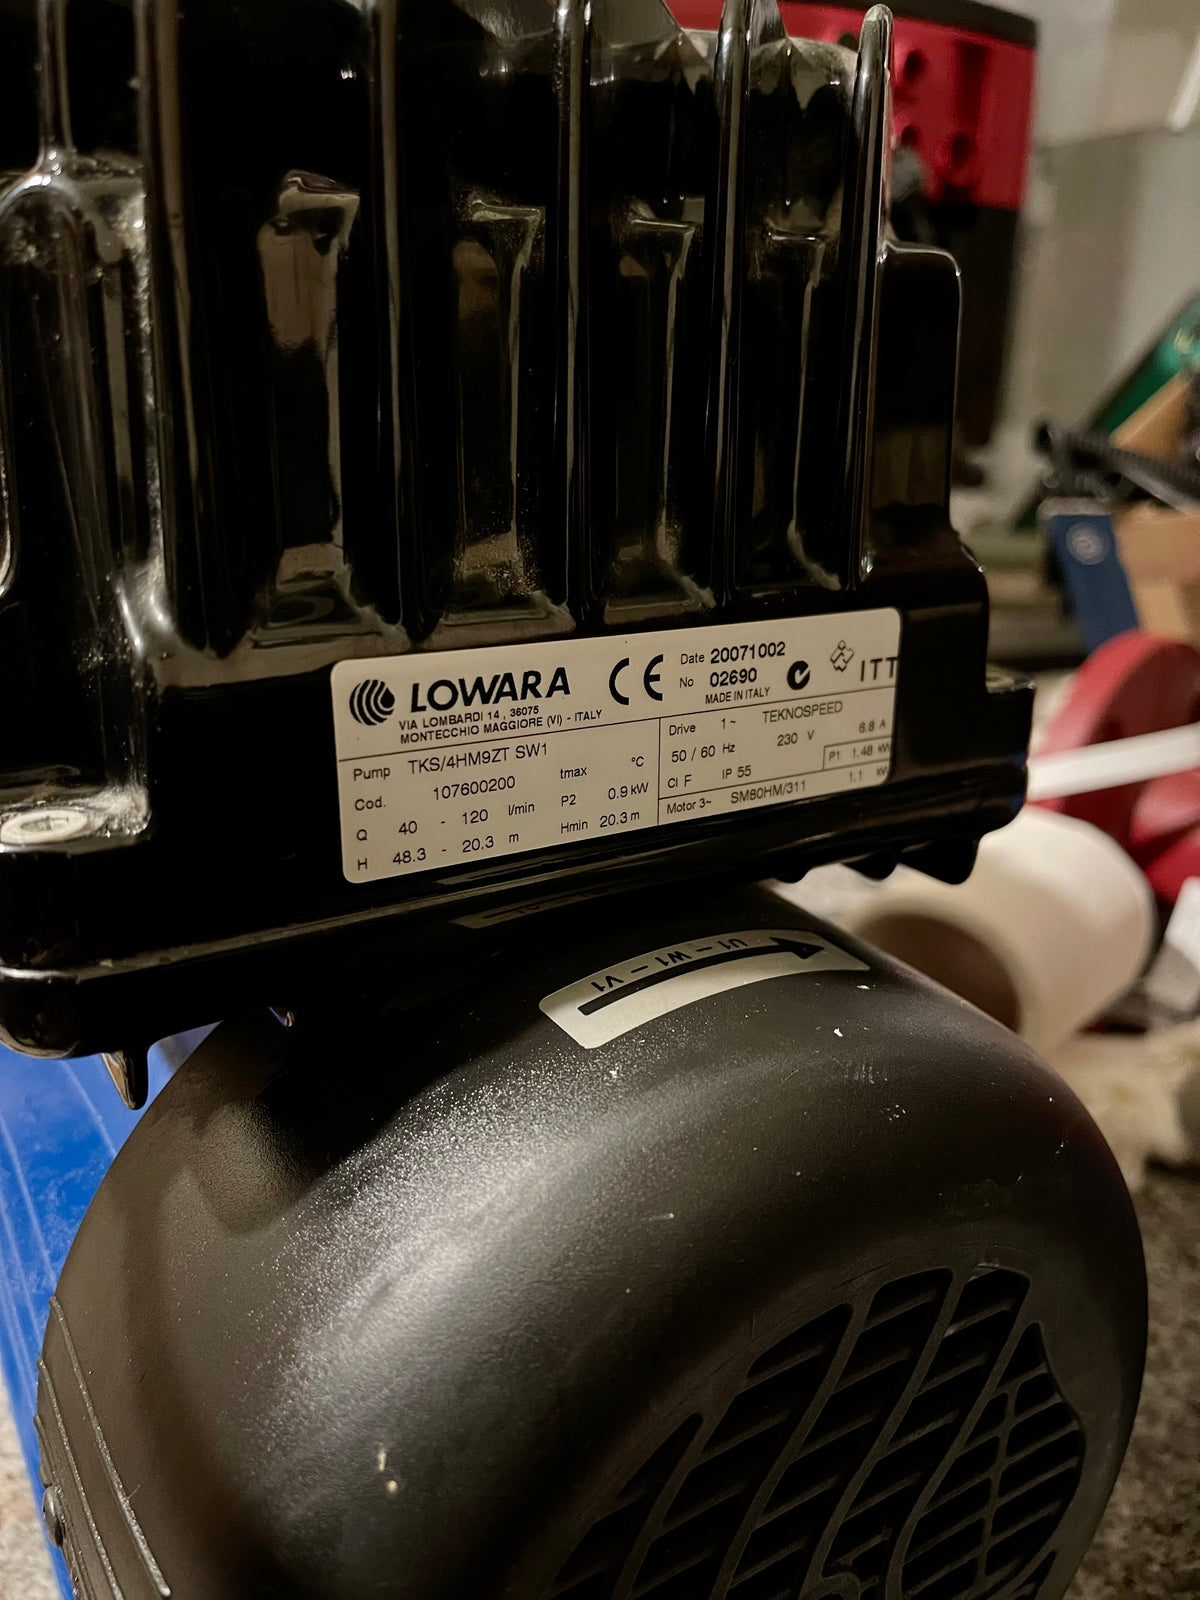 LOWARA
VIA LOMBARDI 14 , 36075
MONTECCHIO MAGGIORE (VI) - ITALY
CE
Date 20071002
No 02690
MADE IN ITALY
ITT
Pump TKS/4HM9ZT SW1
Cod. 107600200
tmax °C
Q 40 - 120 l/min
P2 0.9 kW
H 48.3 - 20.3 m
Hmin 20.3 m
Drive 1~ TEKNOSPEED
50 / 60 Hz 230 V 6.8 A
Cl F IP 55 P1 1.48 kW
Motor 3~ SM80HM/311 1.1 kW
U1 - W1 - V1